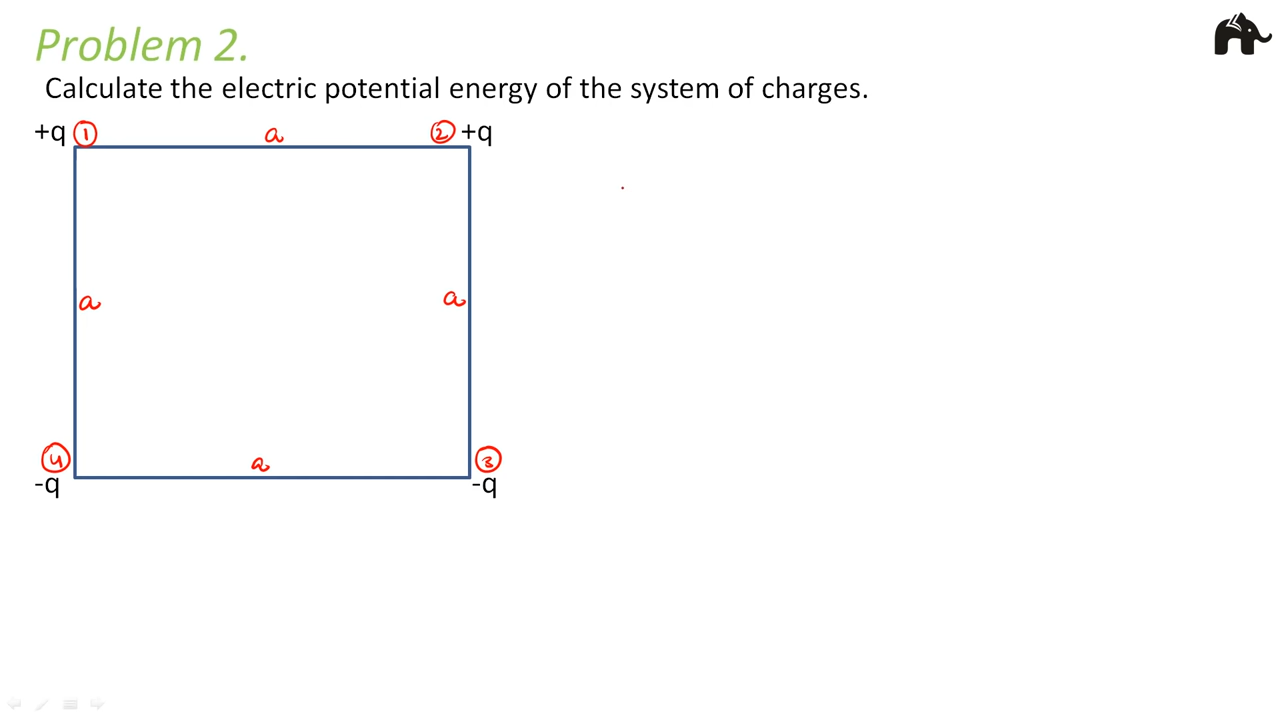 Problem 2.
Calculate the electric potential energy of the system of charges.
+q ① a ② +q
a a
④ a ③
-q -q